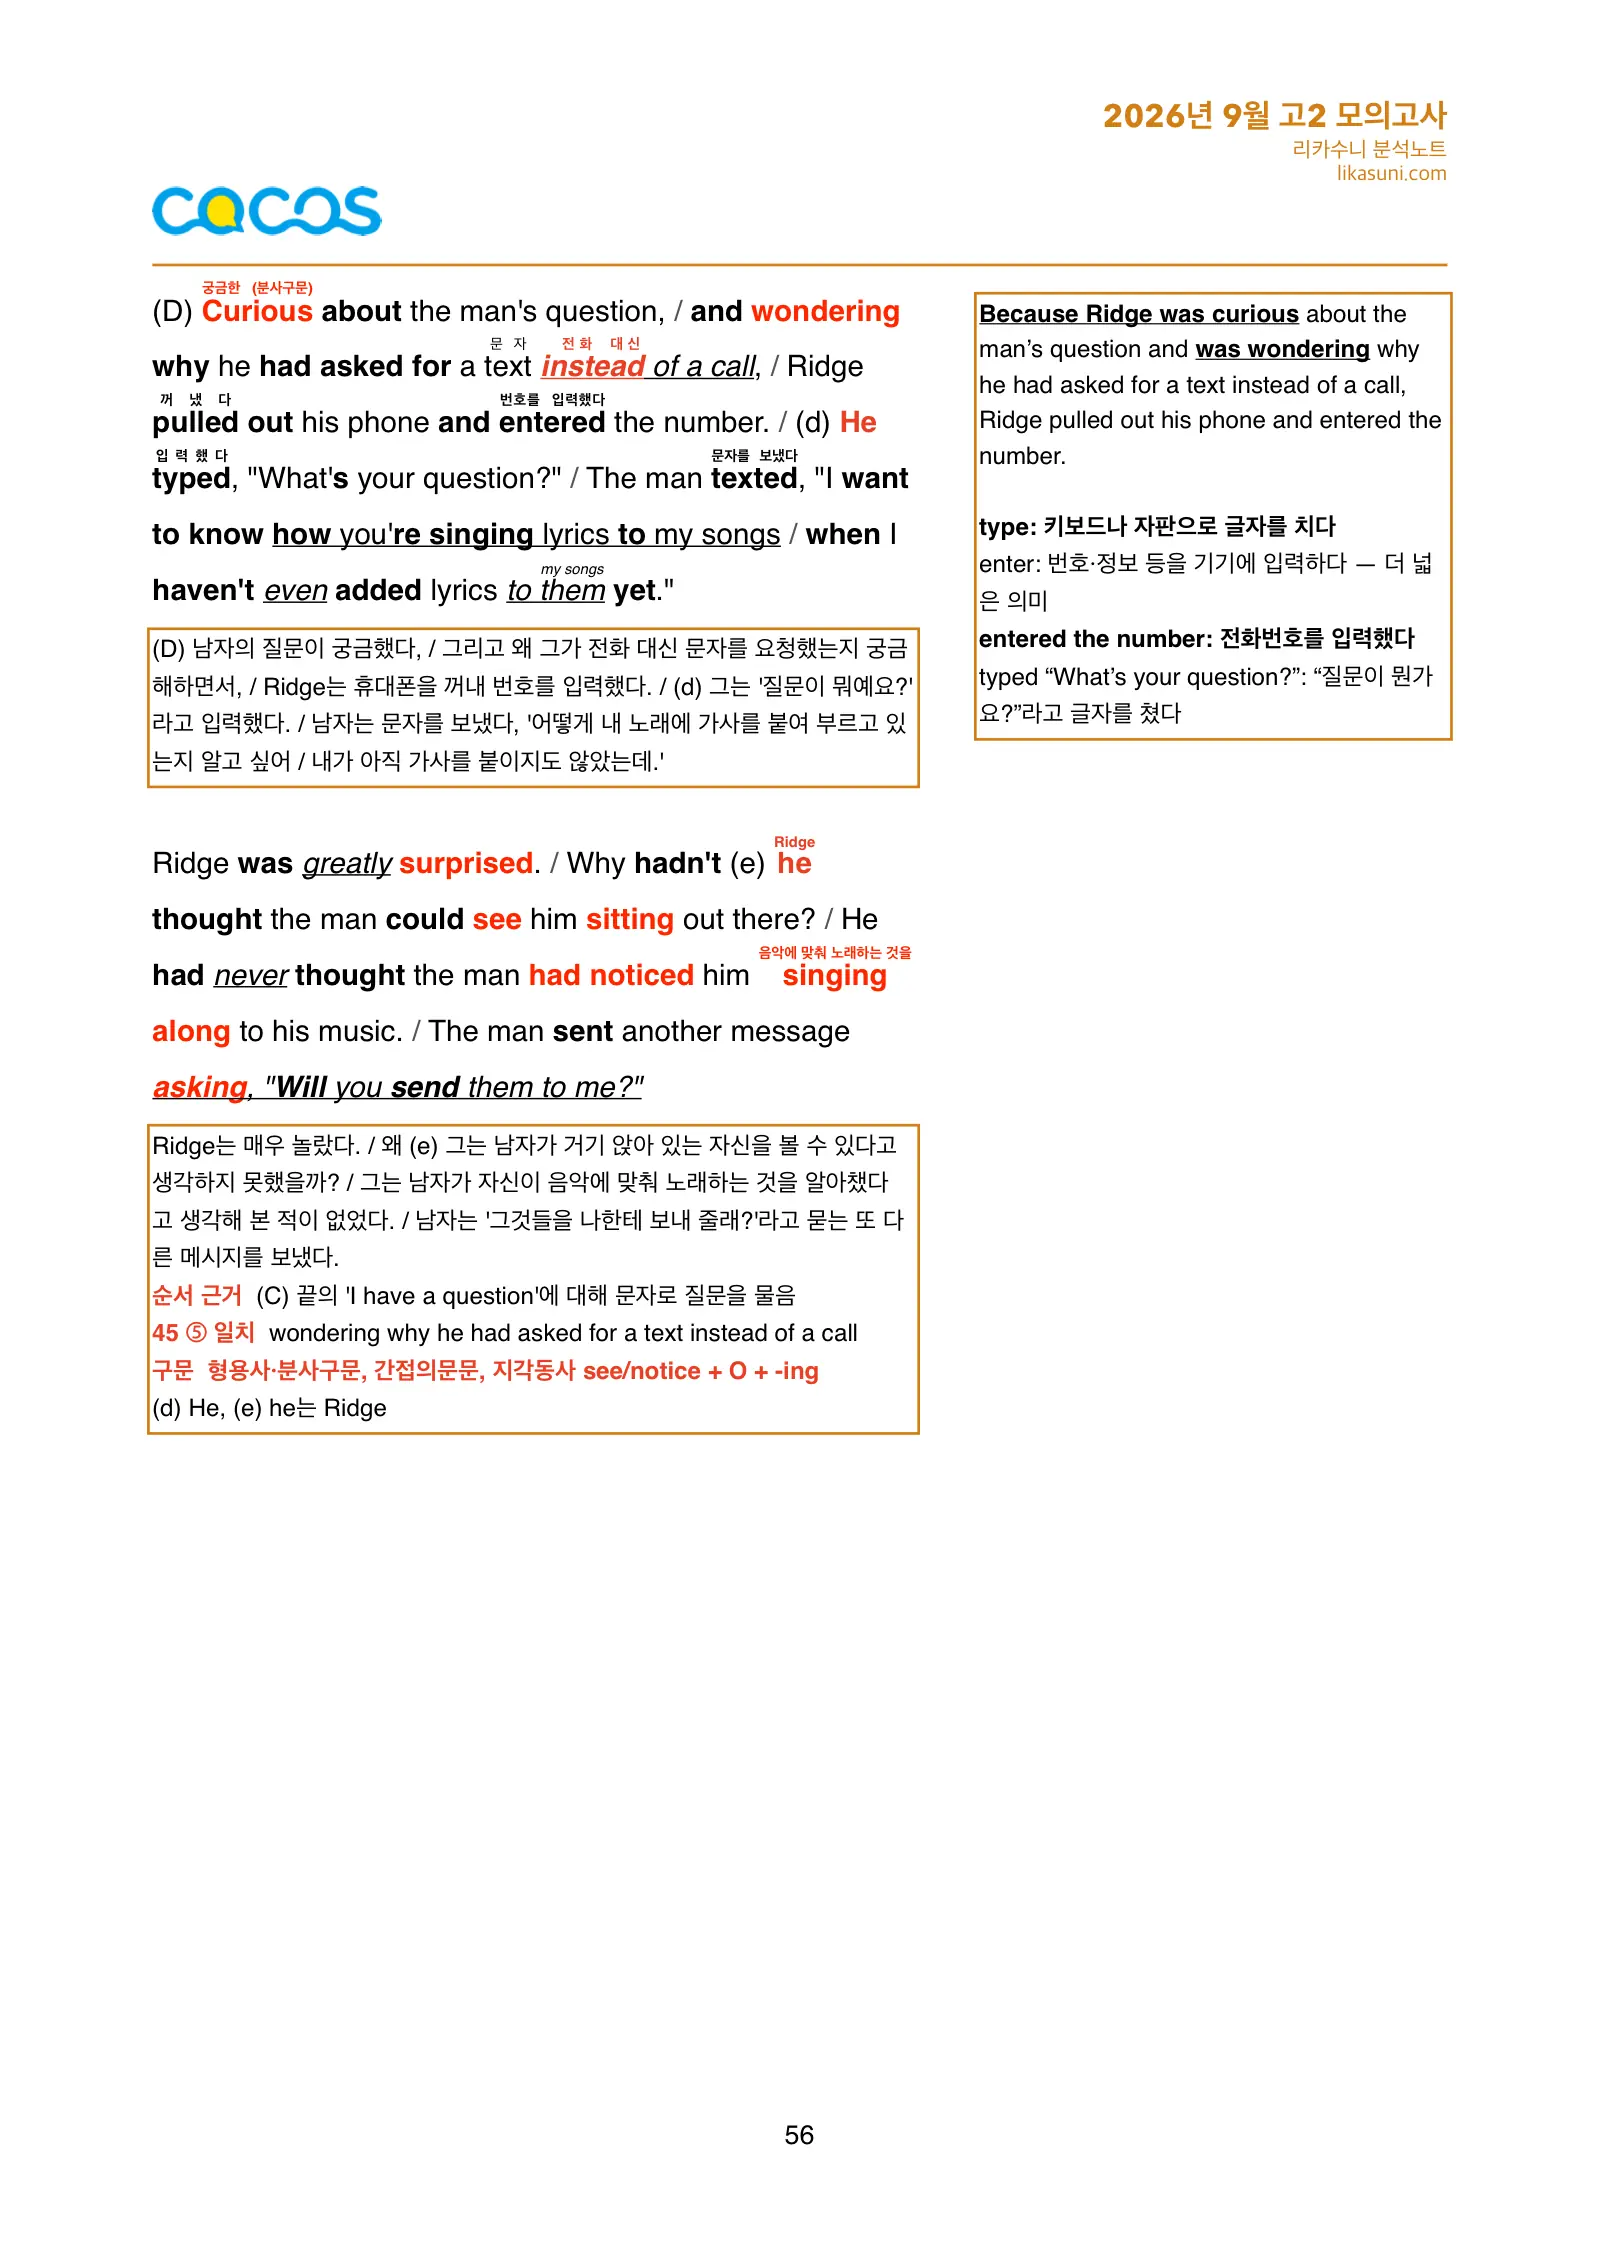 2026년 9월 고2 모의고사
리카수니 분석노트
likasuni.com
cacos
궁금한 (분사구문)
(D) Curious about the man's question, / and wondering
문 자 전 화 대 신
why he had asked for a text instead of a call, / Ridge
꺼 냈 다 번호를 입력했다
pulled out his phone and entered the number. / (d) He
입 력 했 다 문자를 보냈다
typed, "What's your question?" / The man texted, "I want
to know how you're singing lyrics to my songs / when I
my songs
haven't even added lyrics to them yet."
(D) 남자의 질문이 궁금했다, / 그리고 왜 그가 전화 대신 문자를 요청했는지 궁금
해하면서, / Ridge는 휴대폰을 꺼내 번호를 입력했다. / (d) 그는 '질문이 뭐예요?'
라고 입력했다. / 남자는 문자를 보냈다, '어떻게 내 노래에 가사를 붙여 부르고 있
는지 알고 싶어 / 내가 아직 가사를 붙이지도 않았는데.'
Ridge
Ridge was greatly surprised. / Why hadn't (e) he
thought the man could see him sitting out there? / He
음악에 맞춰 노래하는 것을
had never thought the man had noticed him singing
along to his music. / The man sent another message
asking, "Will you send them to me?"
Ridge는 매우 놀랐다. / 왜 (e) 그는 남자가 거기 앉아 있는 자신을 볼 수 있다고
생각하지 못했을까? / 그는 남자가 자신이 음악에 맞춰 노래하는 것을 알아챘다
고 생각해 본 적이 없었다. / 남자는 '그것들을 나한테 보내 줄래?'라고 묻는 또 다
른 메시지를 보냈다.
순서 근거 (C) 끝의 'I have a question'에 대해 문자로 질문을 물음
45 ⑤ 일치 wondering why he had asked for a text instead of a call
구문 형용사·분사구문, 간접의문문, 지각동사 see/notice + O + -ing
(d) He, (e) he는 Ridge
Because Ridge was curious about the
man’s question and was wondering why
he had asked for a text instead of a call,
Ridge pulled out his phone and entered the
number.
type: 키보드나 자판으로 글자를 치다
enter: 번호·정보 등을 기기에 입력하다 — 더 넓
은 의미
entered the number: 전화번호를 입력했다
typed “What’s your question?”: “질문이 뭔가
요?”라고 글자를 쳤다
56